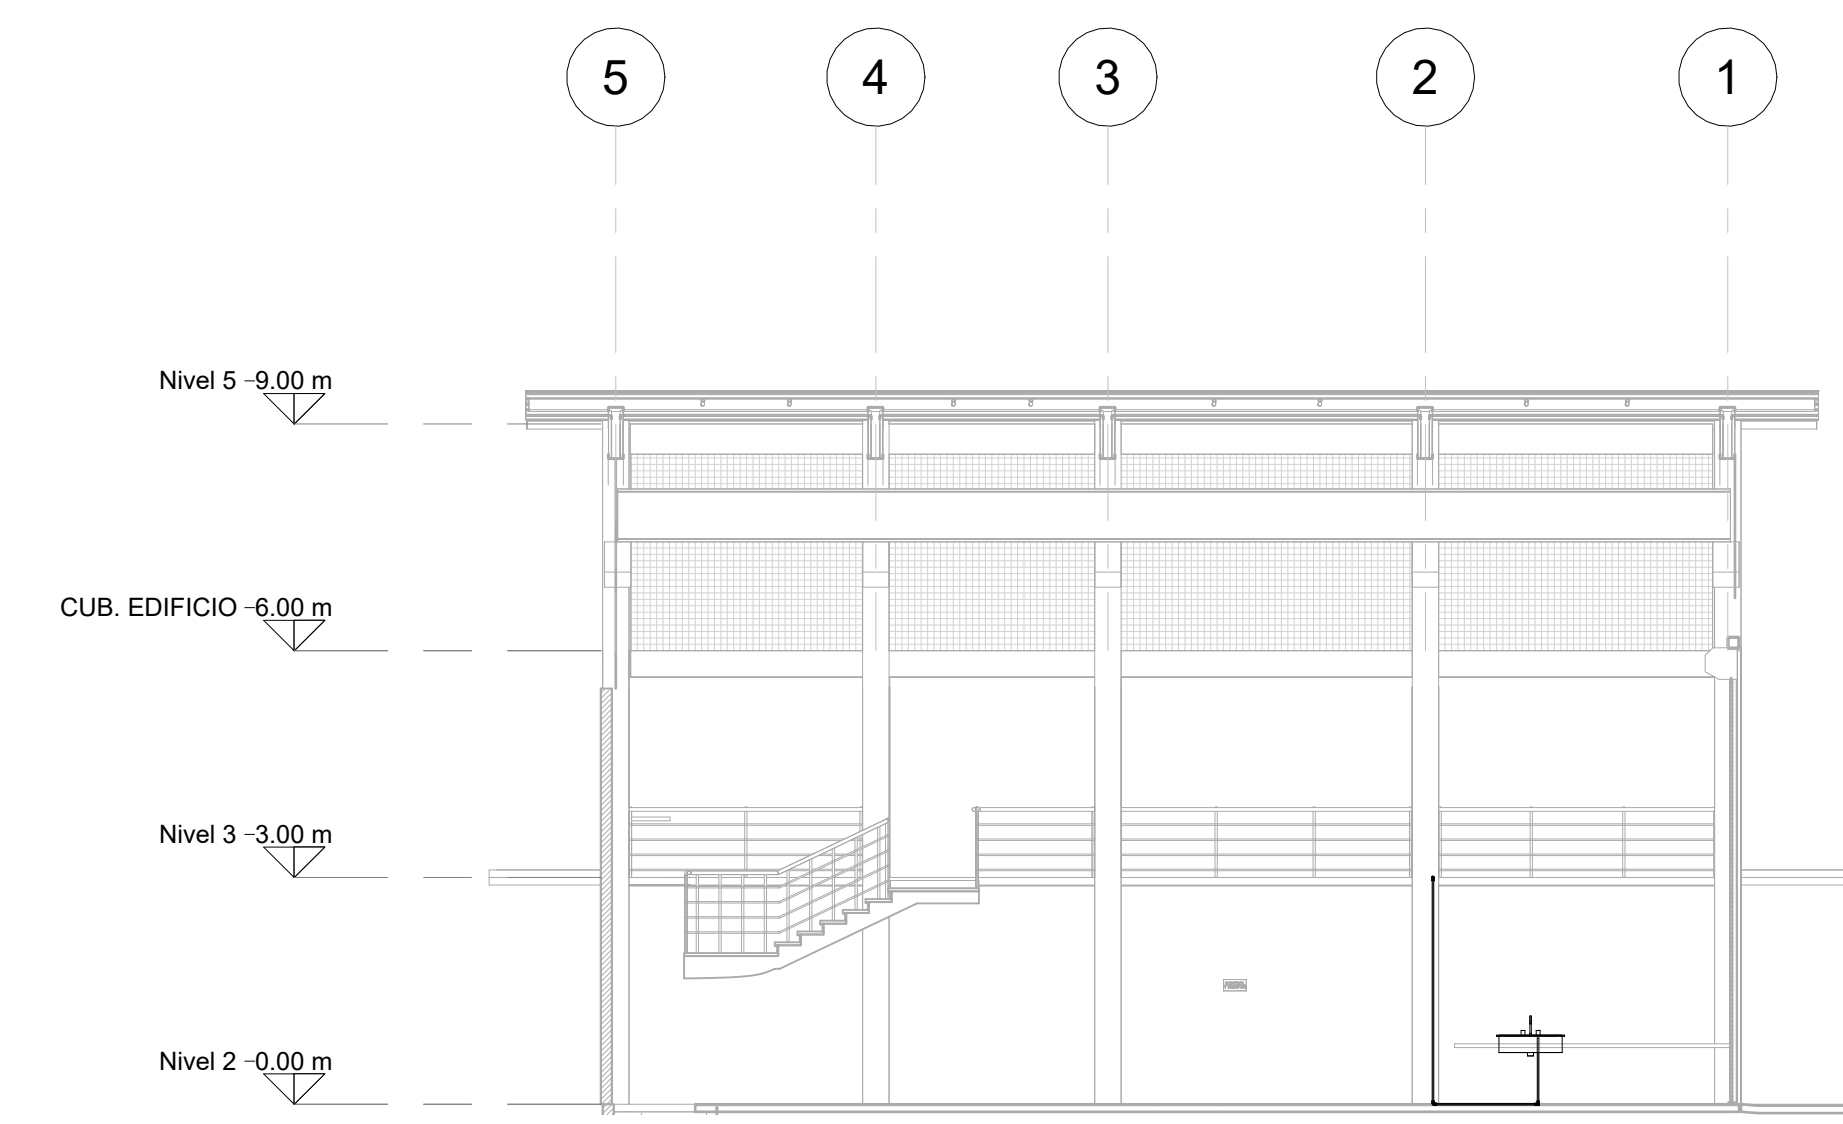 5 4 3 2 1
Nivel 5 9.00 m
CUB. EDIFICIO 6.00 m
Nivel 3 3.00 m
Nivel 2 0.00 m